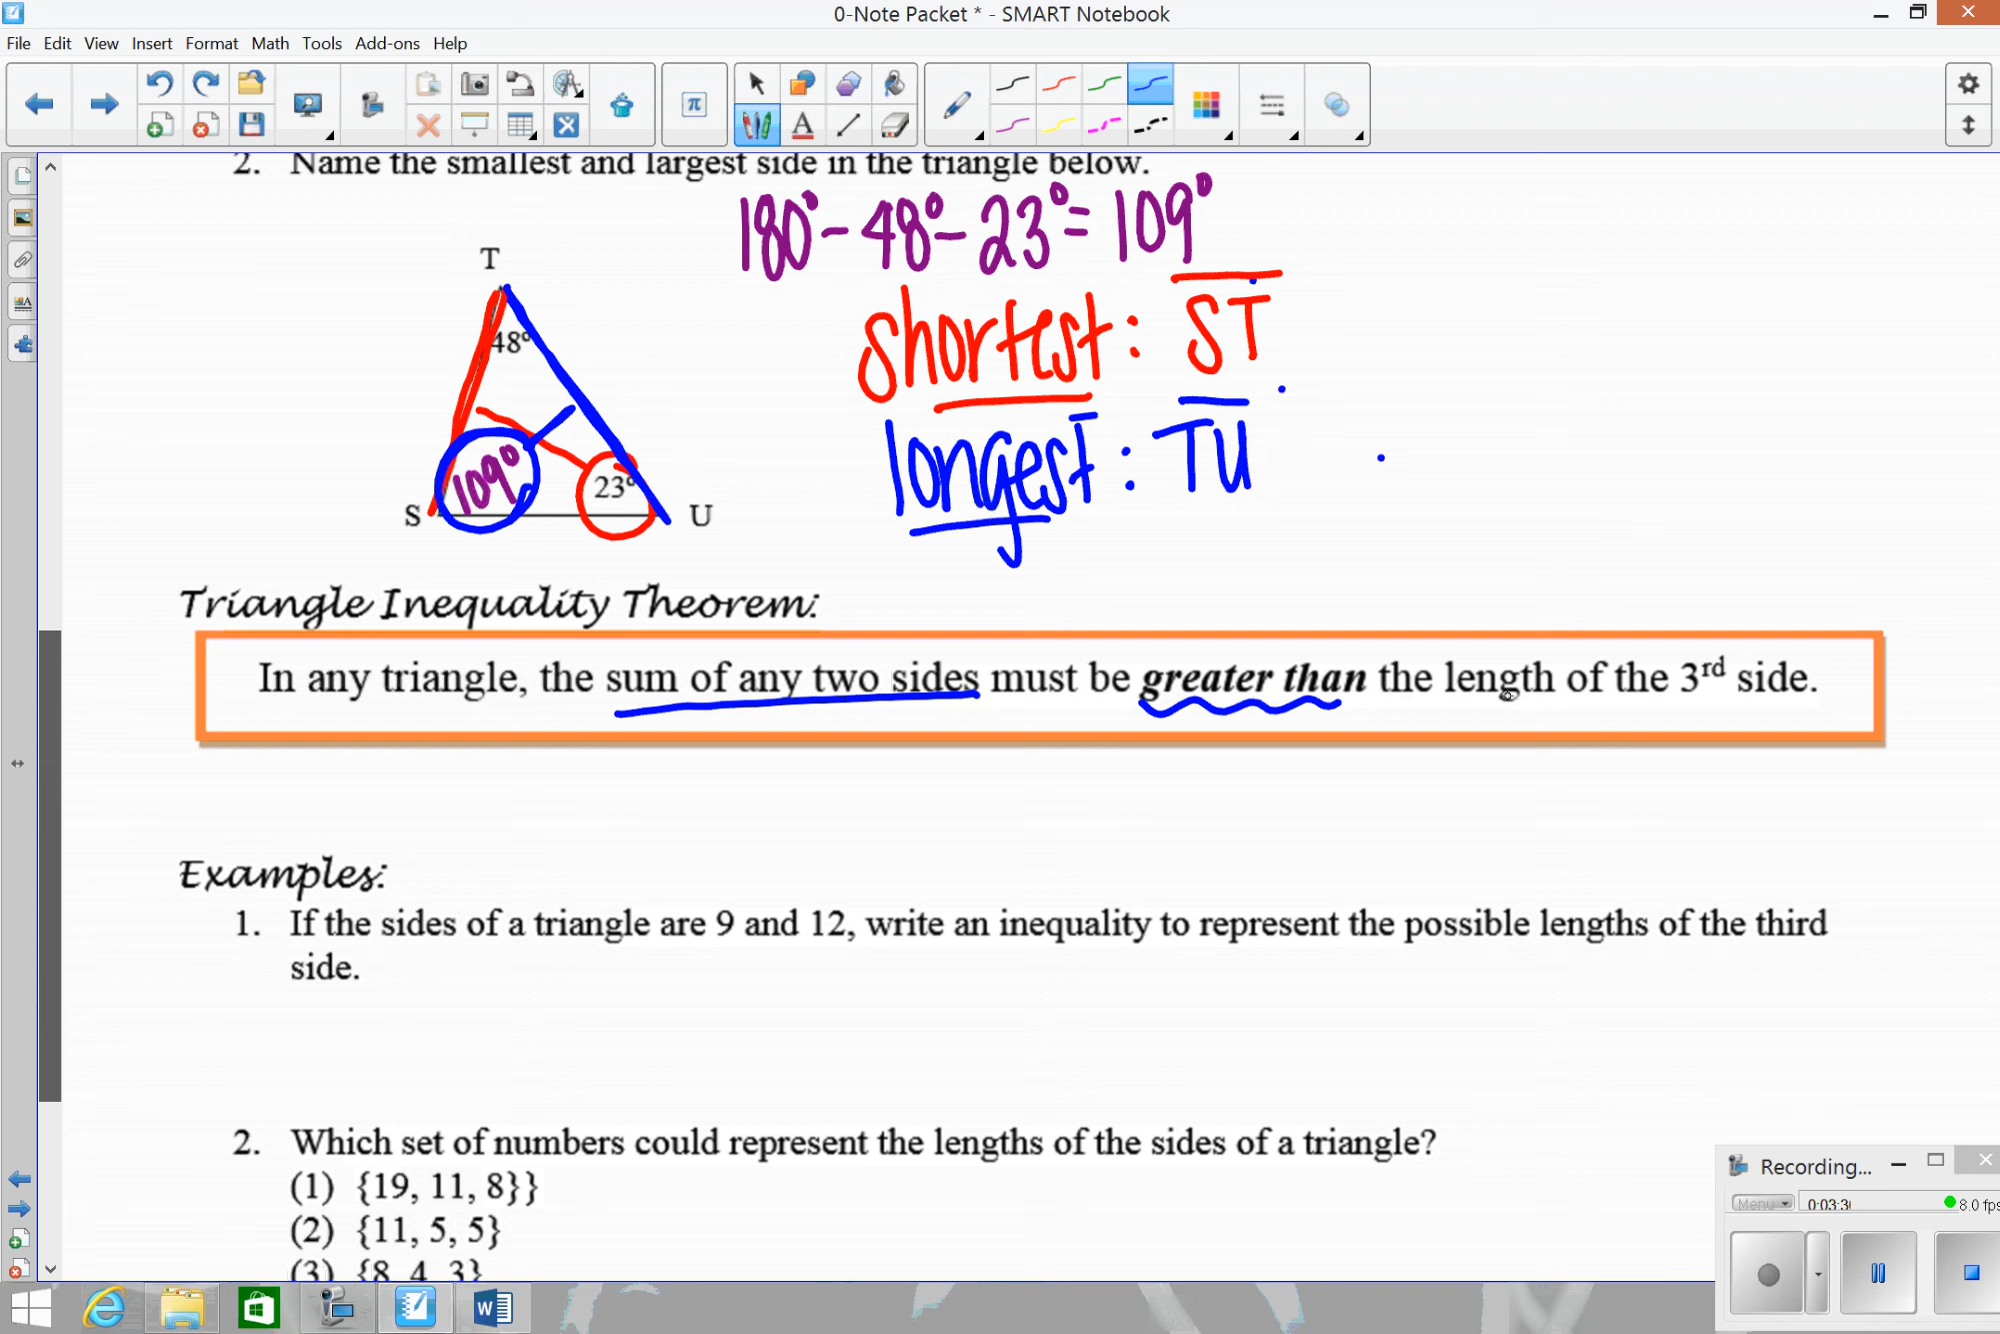 0-Note Packet * - SMART Notebook
File Edit View Insert Format Math Tools Add-ons Help
2. Name the smallest and largest side in the triangle below.
180° - 48° - 23° = 109°
T
48°
shortest: ST
109°
23°
longest: TU
S
U
Triangle Inequality Theorem:
In any triangle, the sum of any two sides must be greater than the length of the 3rd side.
Examples:
1. If the sides of a triangle are 9 and 12, write an inequality to represent the possible lengths of the third
side.
2. Which set of numbers could represent the lengths of the sides of a triangle?
(1) {19, 11, 8}}
(2) {11, 5, 5}
(3) {8, 4, 3}
Recording...
Menu
8.0 fps